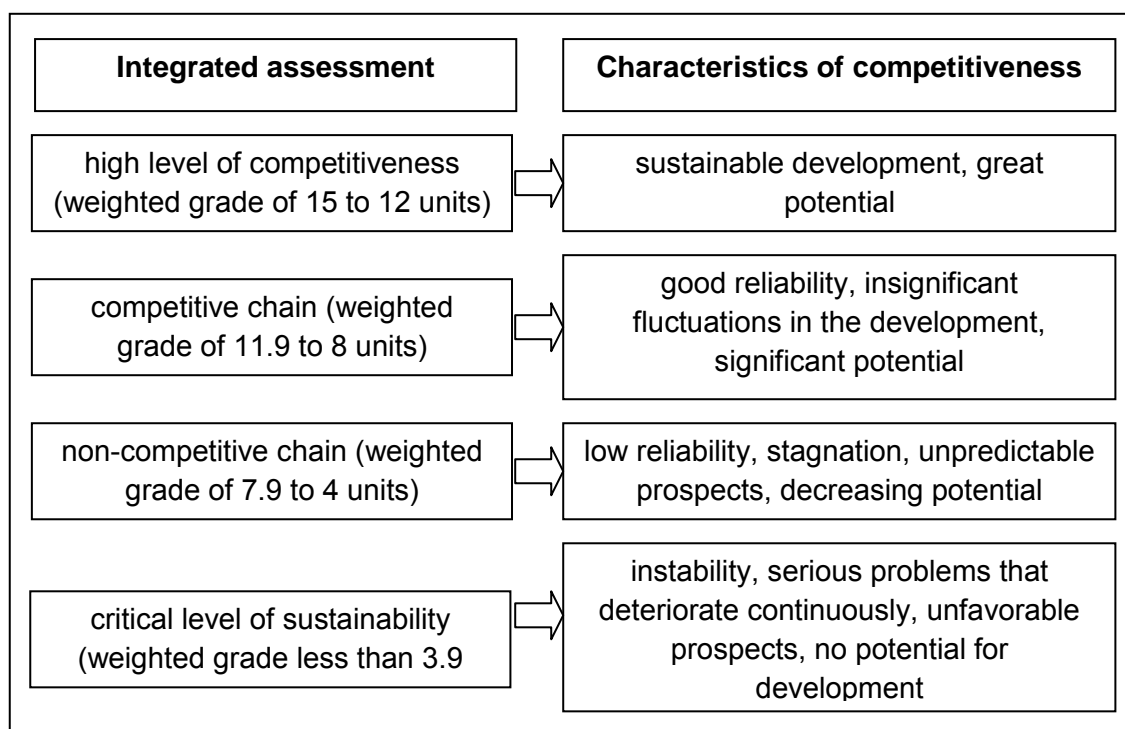 Integrated assessment
Characteristics of competitiveness
high level of competitiveness
(weighted grade of 15 to 12 units)
sustainable development, great
potential
competitive chain (weighted
grade of 11.9 to 8 units)
good reliability, insignificant
fluctuations in the development,
significant potential
non-competitive chain (weighted
grade of 7.9 to 4 units)
low reliability, stagnation, unpredictable
prospects, decreasing potential
critical level of sustainability
(weighted grade less than 3.9
instability, serious problems that
deteriorate continuously, unfavorable
prospects, no potential for
development